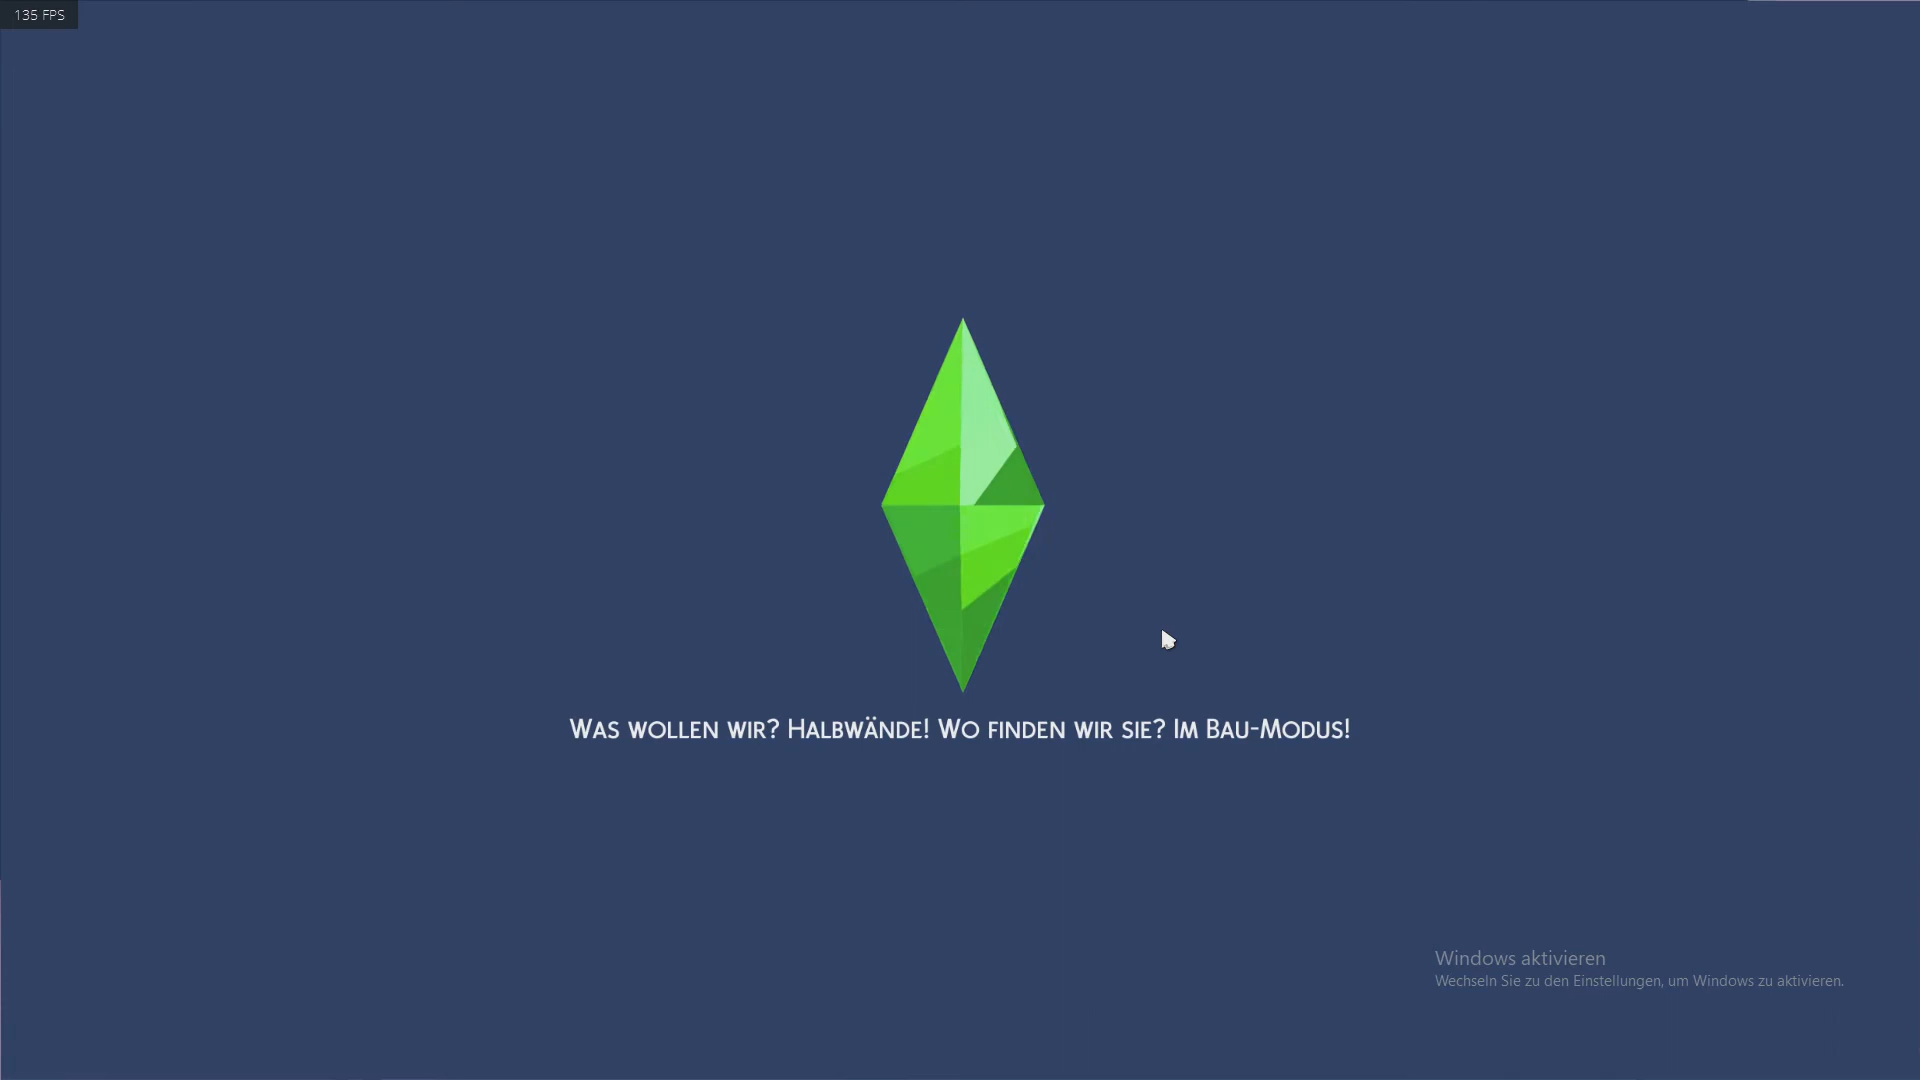 135 FPS
Was wollen wir? Halbwände! Wo finden wir sie? Im Bau-Modus!
Windows aktivieren
Wechseln Sie zu den Einstellungen, um Windows zu aktivieren.